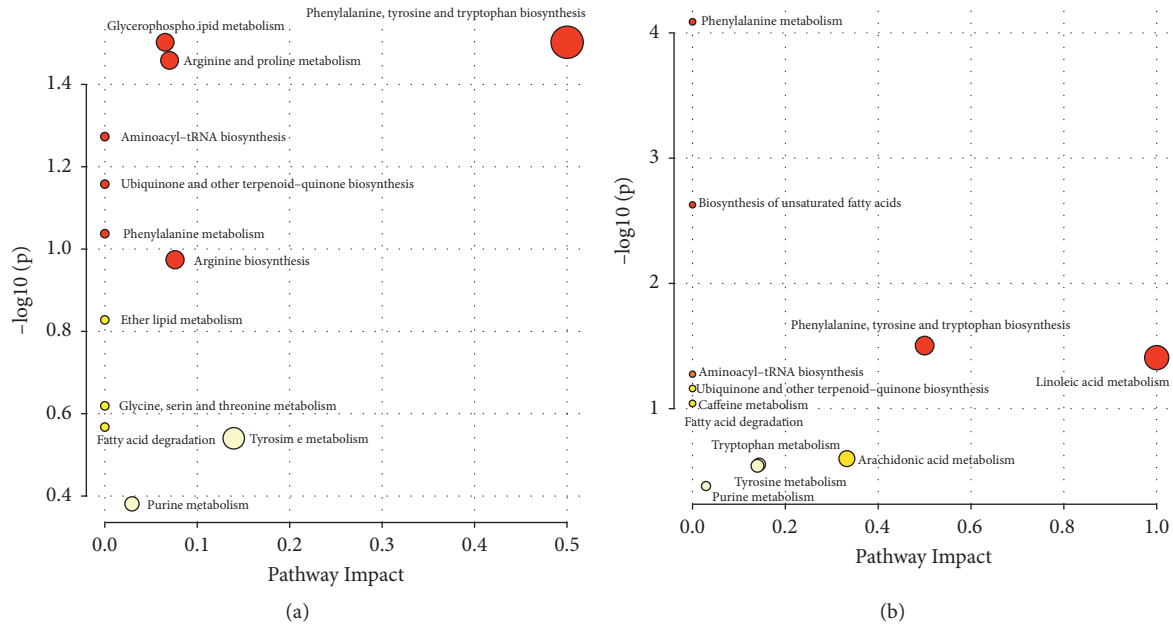 Phenylalanine, tyrosine and tryptophan biosynthesis
Glycerophospho.ipid metabolism
Arginine and proline metabolism
1.4
Aminoacyl–tRNA biosynthesis
1.2
Ubiquinone and other terpenoid–quinone biosynthesis
Phenylalanine metabolism
1.0
Arginine biosynthesis
–log10 (p)
Ether lipid metabolism
0.8
Glycine, serin and threonine metabolism
0.6
Fatty acid degradation
Tyrosim e metabolism
0.4
Purine metabolism
0.0 0.1 0.2 0.3 0.4 0.5
Pathway Impact
(a)
4
Phenylalanine metabolism
3
Biosynthesis of unsaturated fatty acids
–log10 (p)
2
Phenylalanine, tyrosine and tryptophan biosynthesis
Linoleic acid metabolism
Aminoacyl–tRNA biosynthesis
Ubiquinone and other terpenoid–quinone biosynthesis
Caffeine metabolism
1
Fatty acid degradation
Tryptophan metabolism
Arachidonic acid metabolism
Tyrosine metabolism
Purine metabolism
0.0 0.2 0.4 0.6 0.8 1.0
Pathway Impact
(b)